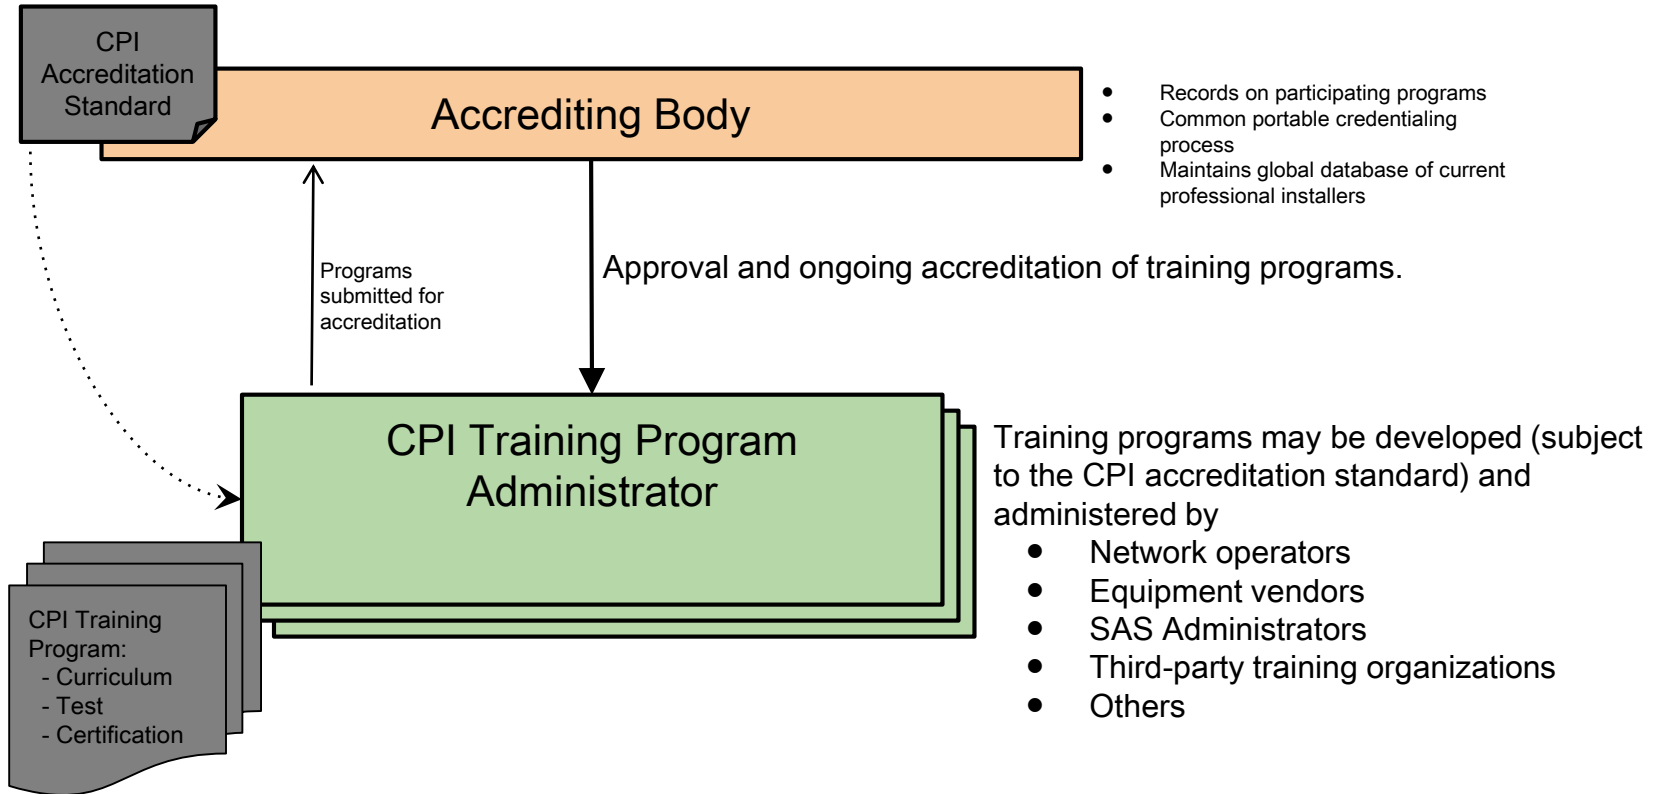 CPI
Accreditation
Standard
Accrediting Body
● Records on participating programs
● Common portable credentialing
process
● Maintains global database of current
professional installers
Programs
submitted for
accreditation
Approval and ongoing accreditation of training programs.
CPI Training Program
Administrator
Training programs may be developed (subject
to the CPI accreditation standard) and
administered by
● Network operators
● Equipment vendors
● SAS Administrators
● Third-party training organizations
● Others
CPI Training
Program:
- Curriculum
- Test
- Certification